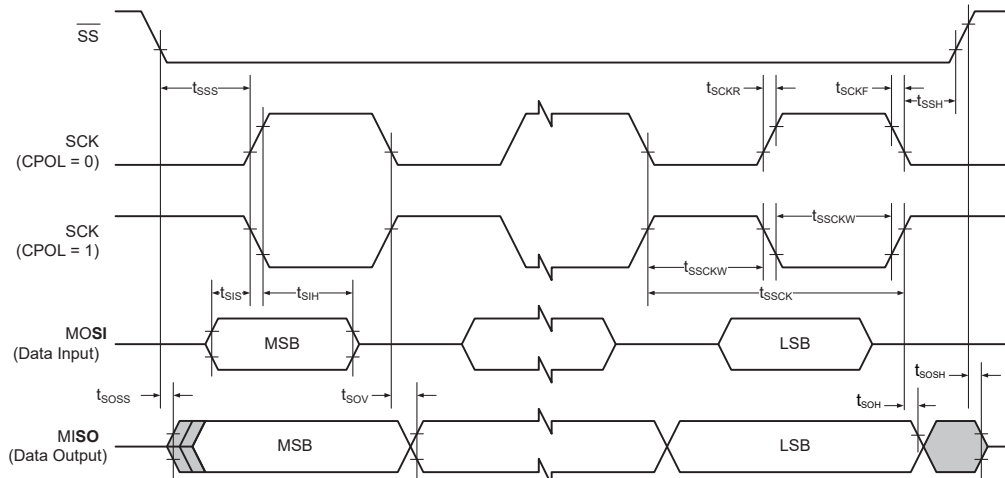 SS
tSSS
tSCKR
tSCKF
tSSH
SCK
(CPOL = 0)
SCK
(CPOL = 1)
tSSCKW
tSSCKW
tSSCK
tSIS
tSIH
MOSI
(Data Input)
MSB
LSB
tSOSS
tSOV
tSOH
tSOSH
MISO
(Data Output)
MSB
LSB